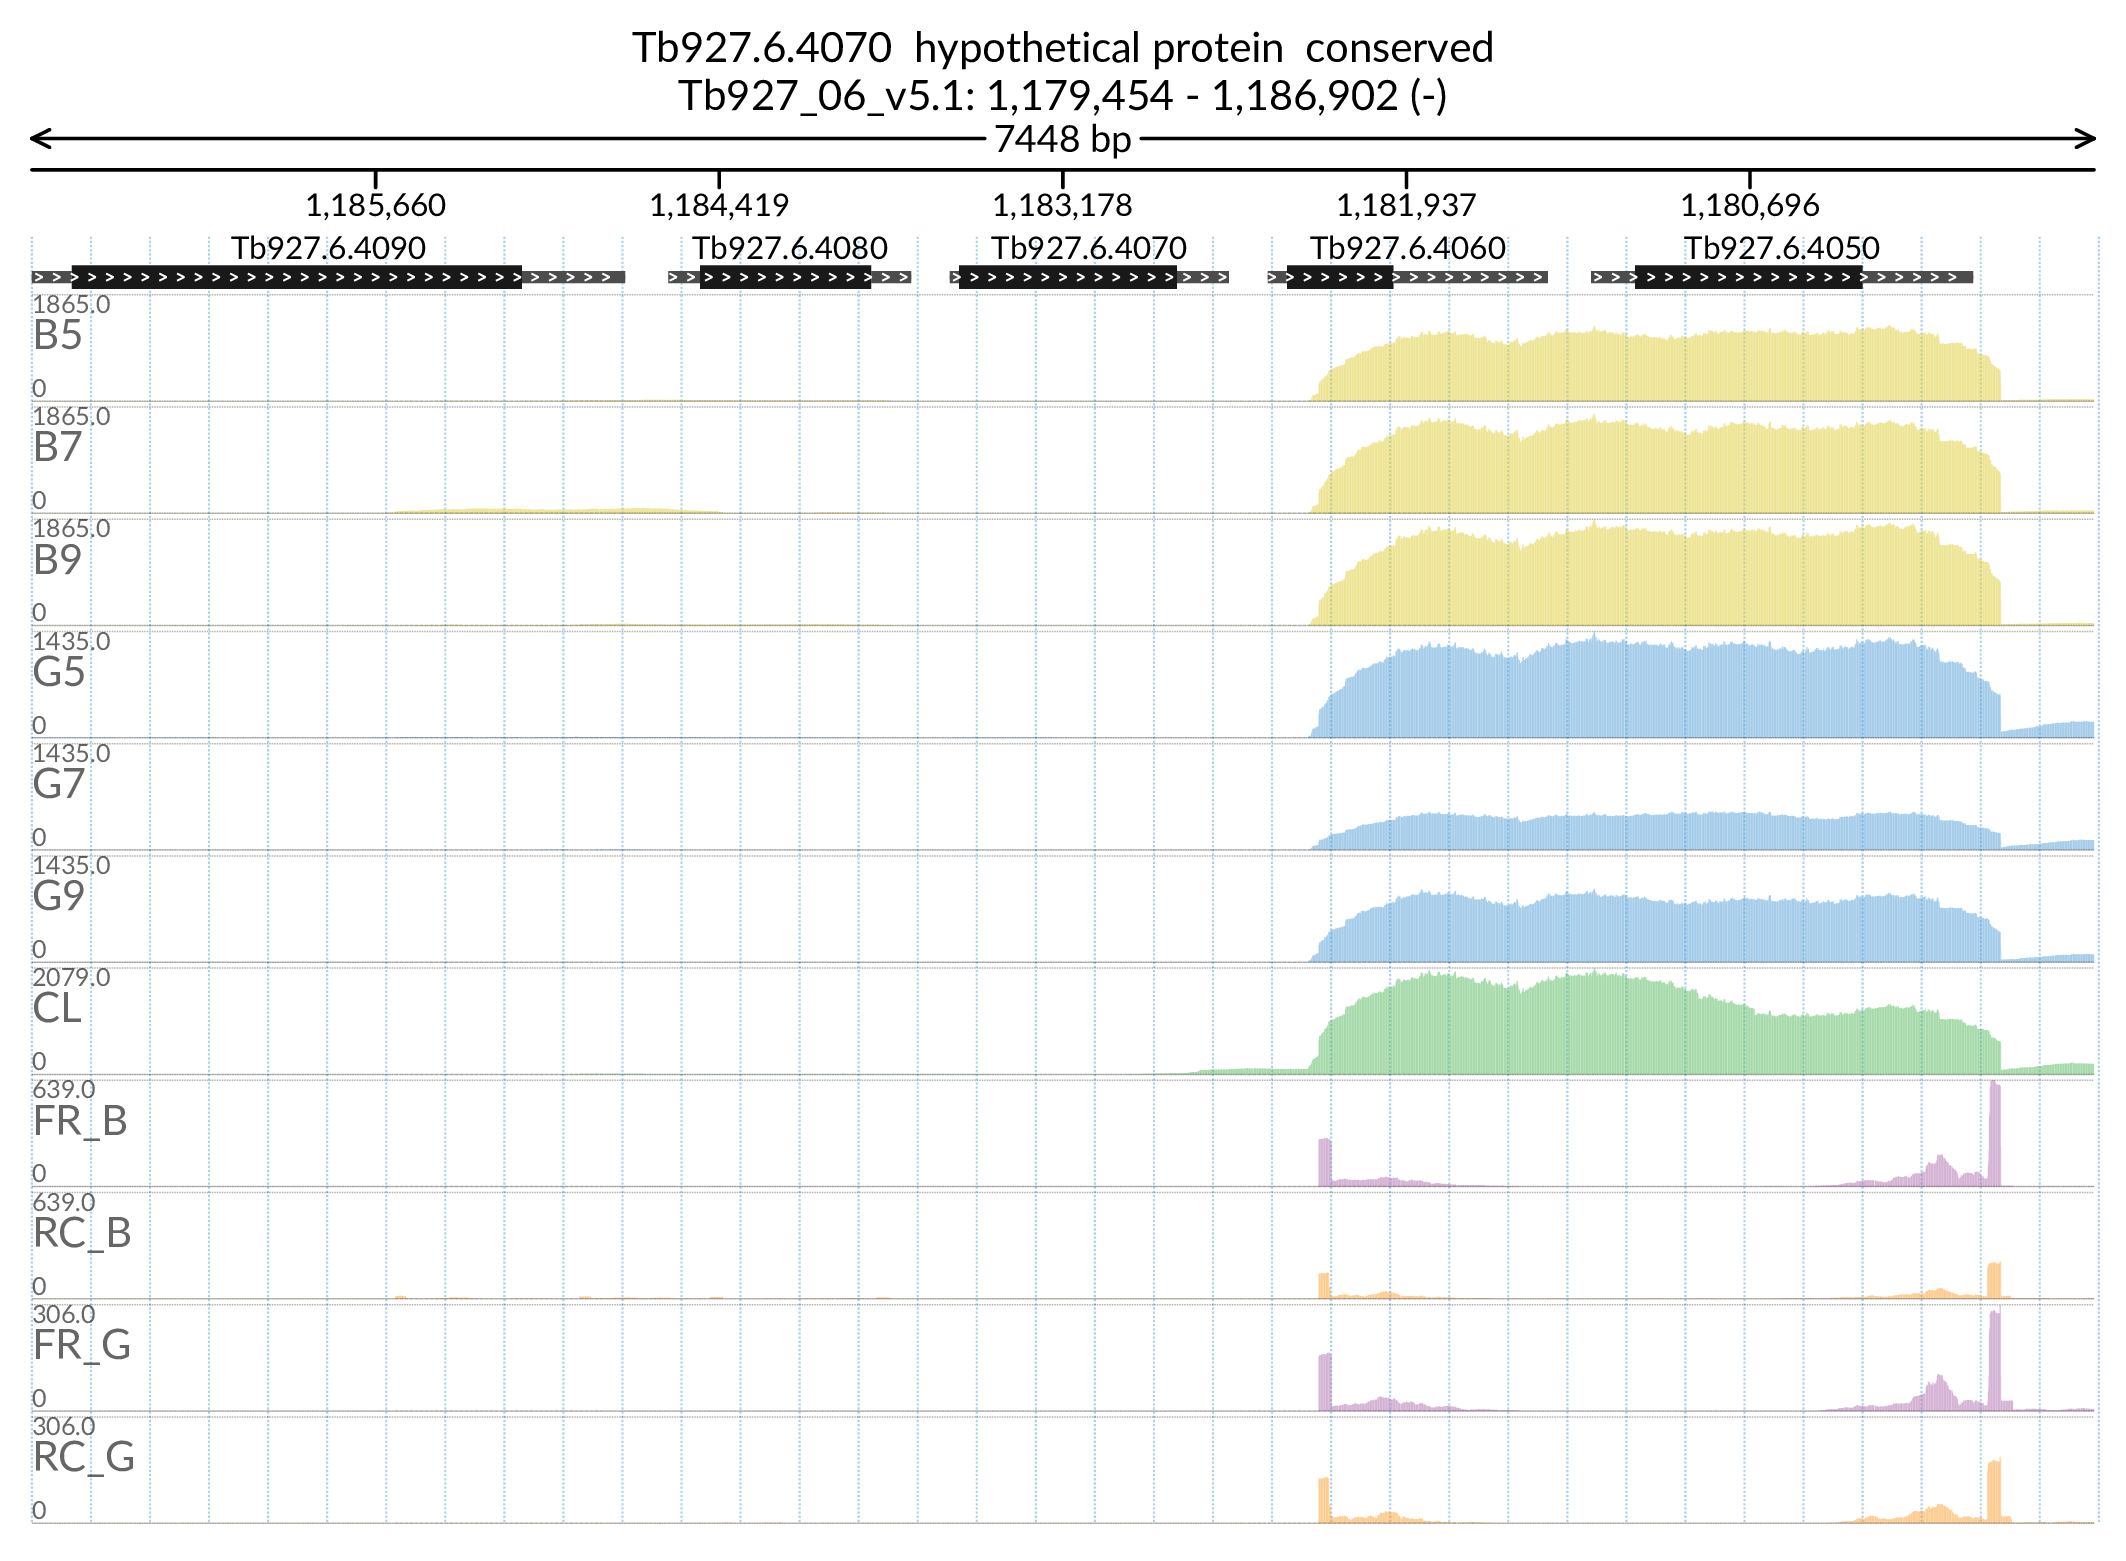 Tb927.6.4070 hypothetical protein conserved
Tb927_06_v5.1: 1,179,454 - 1,186,902 (-)
7448 bp
1,185,660 1,184,419 1,183,178 1,181,937 1,180,696
Tb927.6.4090 Tb927.6.4080 Tb927.6.4070 Tb927.6.4060 Tb927.6.4050
1865.0
B5
0
1865.0
B7
0
1865.0
B9
0
1435.0
G5
0
1435.0
G7
0
1435.0
G9
0
2079.0
CL
0
639.0
FR_B
0
639.0
RC_B
0
306.0
FR_G
0
306.0
RC_G
0